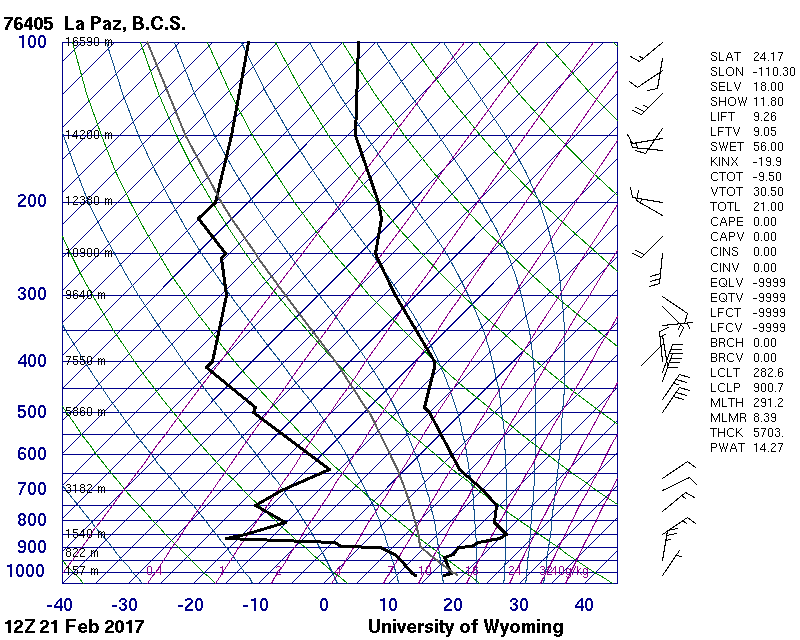 76405 La Paz, B.C.S.
100 16590 m
14200 m
200 12380 m
10900 m
300 9640 m
400 7550 m
500 5860 m
600
700 3182 m
800
1540 m
900
822 m
1000 157 m 0.4 1 2 4 7 10 16 24 32 40g/kg
-40 -30 -20 -10 0 10 20 30 40
12Z 21 Feb 2017 University of Wyoming
SLAT 24.17
SLON -110.30
SELV 18.00
SHOW 11.80
LIFT 9.26
LFTV 9.05
SWET 56.00
KINX -19.9
CTOT -9.50
VTOT 30.50
TOTL 21.00
CAPE 0.00
CAPV 0.00
CINS 0.00
CINV 0.00
EQLV -9999
EQTV -9999
LFCT -9999
LFCV -9999
BRCH 0.00
BRCV 0.00
LCLT 282.6
LCLP 900.7
MLTH 291.2
MLMR 8.39
THCK 5703.
PWAT 14.27